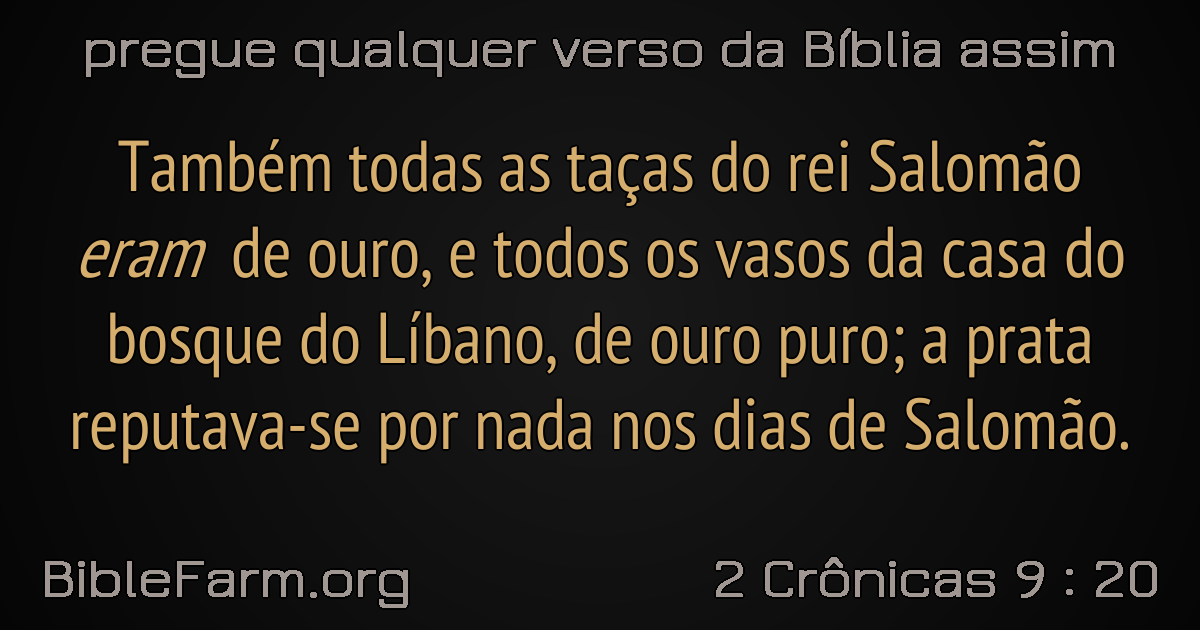 pregue qualquer verso da Bíblia assim
Também todas as taças do rei Salomão
eram de ouro, e todos os vasos da casa do
bosque do Líbano, de ouro puro; a prata
reputava-se por nada nos dias de Salomão.
BibleFarm.org
2 Crônicas 9 : 20